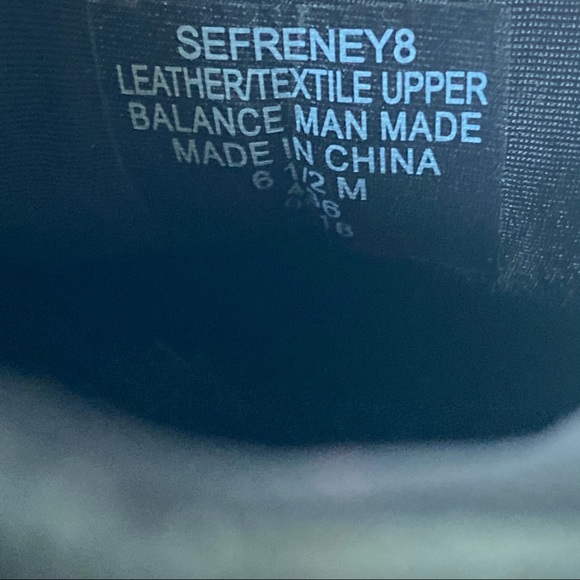 SEFRENEY8
LEATHER/TEXTILE UPPER
BALANCE MAN MADE
MADE IN CHINA
6 1/2 M